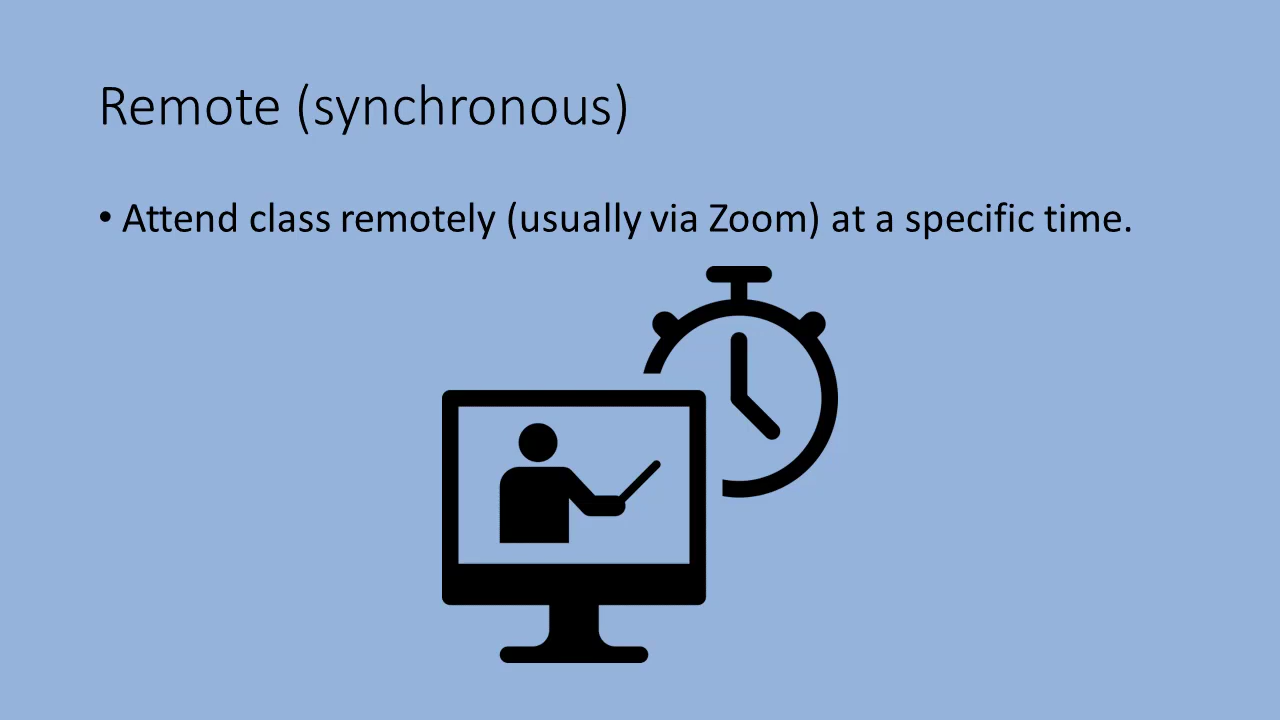 Remote (synchronous)
• Attend class remotely (usually via Zoom) at a specific time.